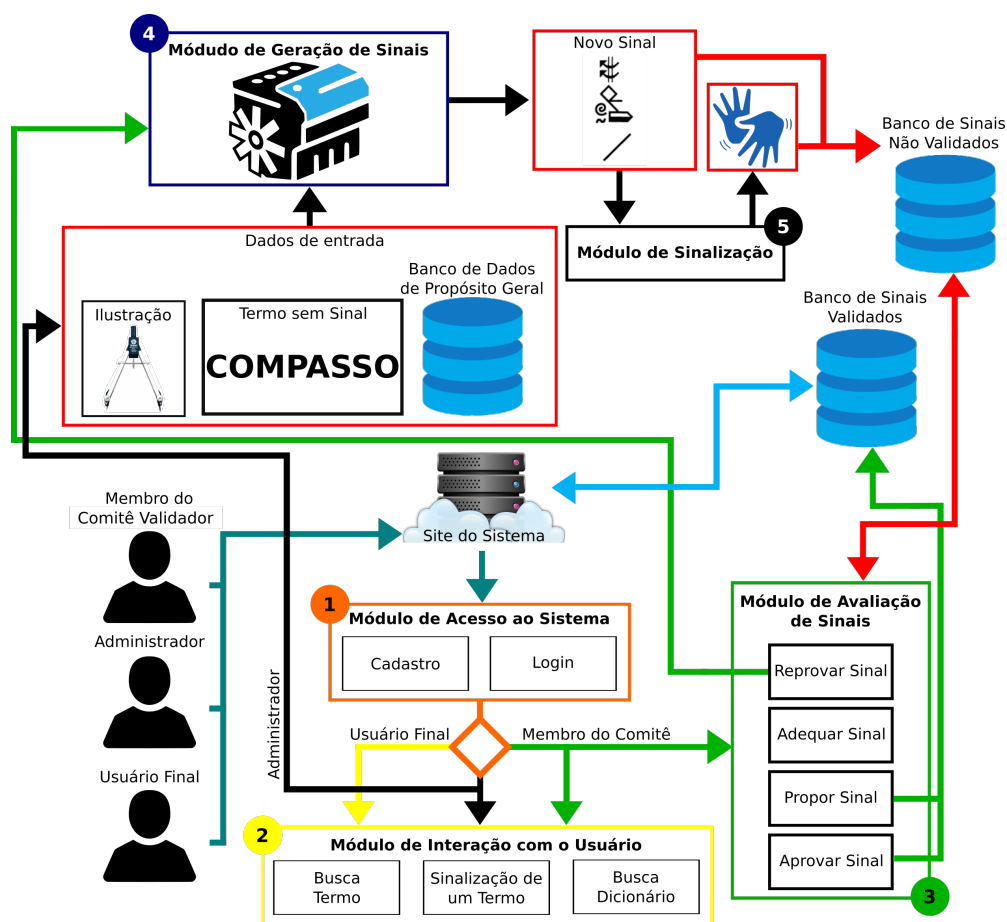 4
Módudo de Geração de Sinais
Novo Sinal
Banco de Sinais
Não Validados
5
Módulo de Sinalização
Dados de entrada
Ilustração
Termo sem Sinal
COMPASSO
Banco de Dados
de Propósito Geral
Banco de Sinais
Validados
Membro do
Comitê Validador
Administrador
Usuário Final
Site do Sistema
1
Módulo de Acesso ao Sistema
Cadastro
Login
Administrador
Usuário Final
Membro do Comitê
Módulo de Avaliação
de Sinais
Reprovar Sinal
Adequar Sinal
Propor Sinal
Aprovar Sinal
3
2
Módulo de Interação com o Usuário
Busca
Termo
Sinalização de
um Termo
Busca
Dicionário